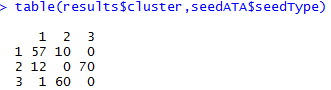 > table(results$cluster,seedATA$seedType)
1 2 3
1 57 10 0
2 12 0 70
3 1 60 0